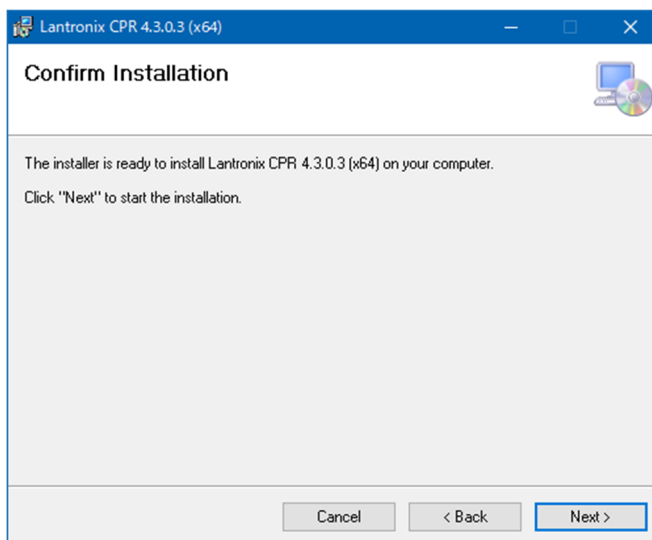 Lantronix CPR 4.3.0.3 (x64)
Confirm Installation
The installer is ready to install Lantronix CPR 4.3.0.3 (x64) on your computer.
Click "Next" to start the installation.
Cancel
< Back
Next >